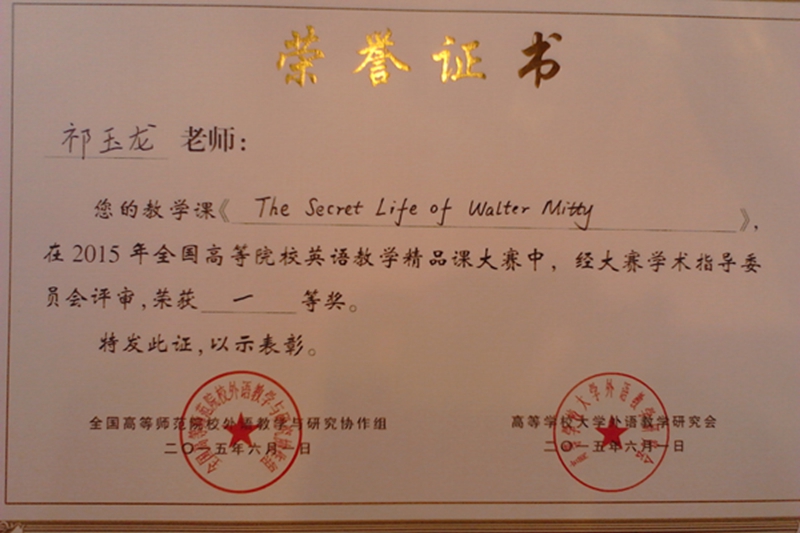 荣誉证书
祁玉龙 老师:
您的教学课《 The Secret Life of Walter Mitty 》,
在2015年全国高等院校英语教学精品课大赛中, 经大赛学术指导委
员会评审, 荣获 一 等奖。
特发此证, 以示表彰。
全国高等师范院校外语教学与研究协作组
二〇一五年六月一日
高等学校大学外语教学研究会
二〇一五年六月一日